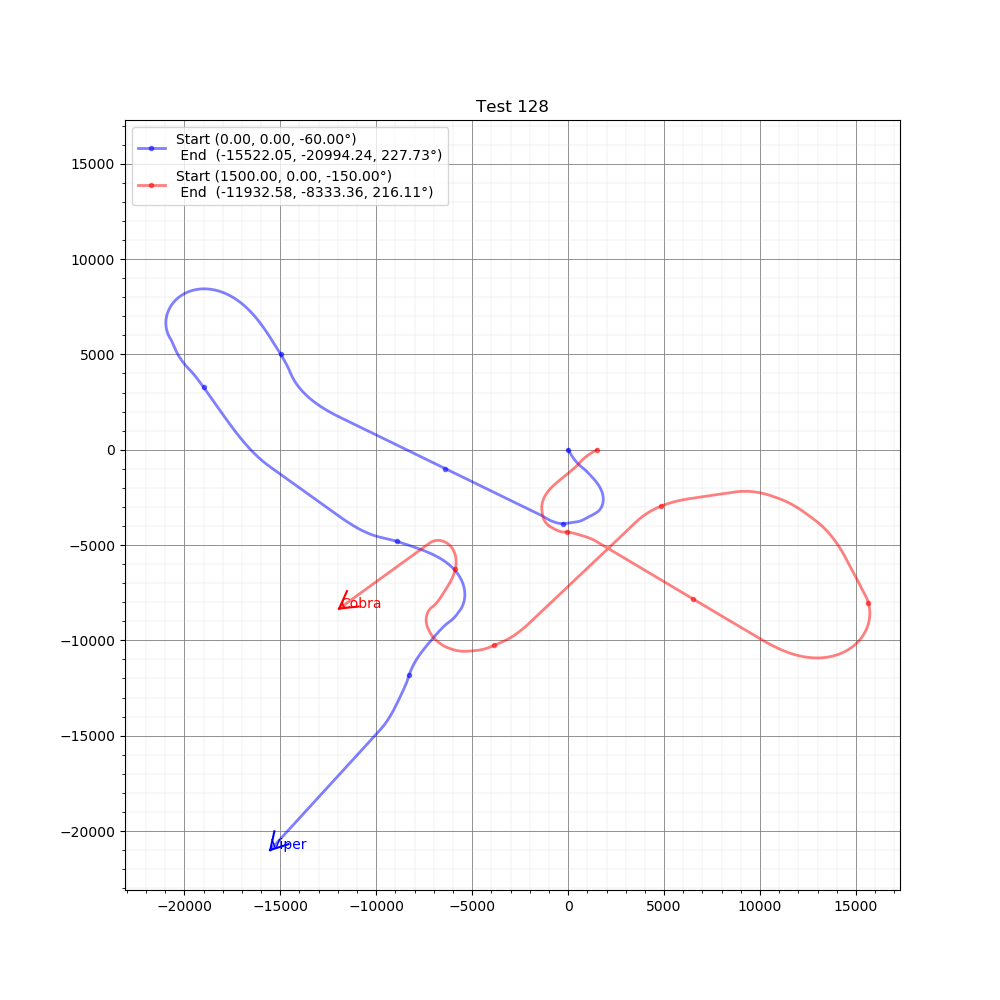 Test 128
Start (0.00, 0.00, -60.00°)
End (-15522.05, -20994.24, 227.73°)
Start (1500.00, 0.00, -150.00°)
End (-11932.58, -8333.36, 216.11°)
15000
10000
5000
0
−5000
−10000
−15000
−20000
Cobra
Viper
−20000 −15000 −10000 −5000 0 5000 10000 15000